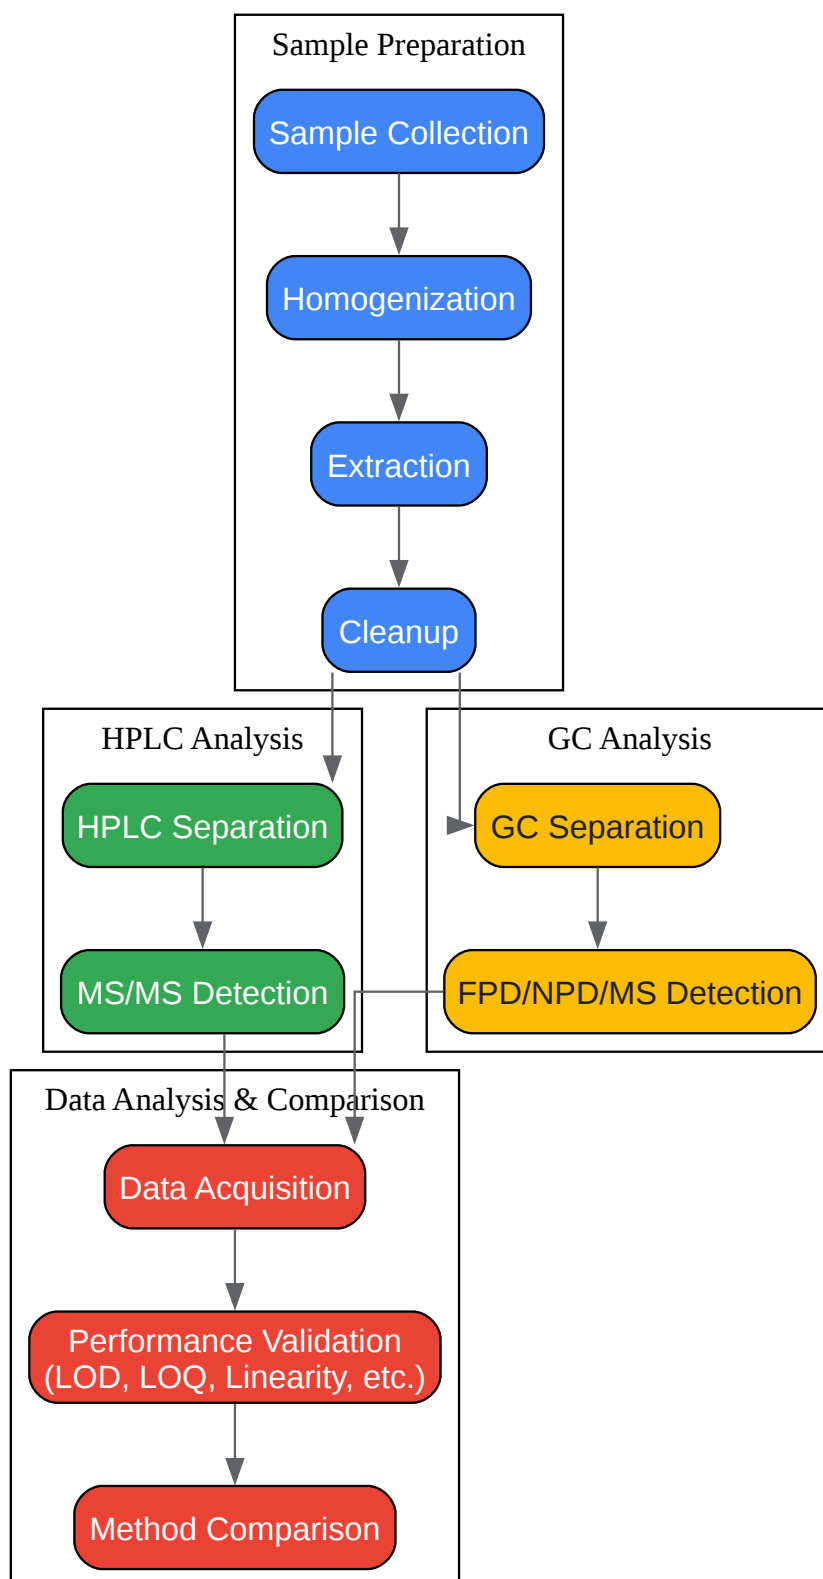 Sample Preparation
Sample Collection
Homogenization
Extraction
Cleanup
HPLC Analysis
HPLC Separation
MS/MS Detection
GC Analysis
GC Separation
FPD/NPD/MS Detection
Data Analysis & Comparison
Data Acquisition
Performance Validation
(LOD, LOQ, Linearity, etc.)
Method Comparison